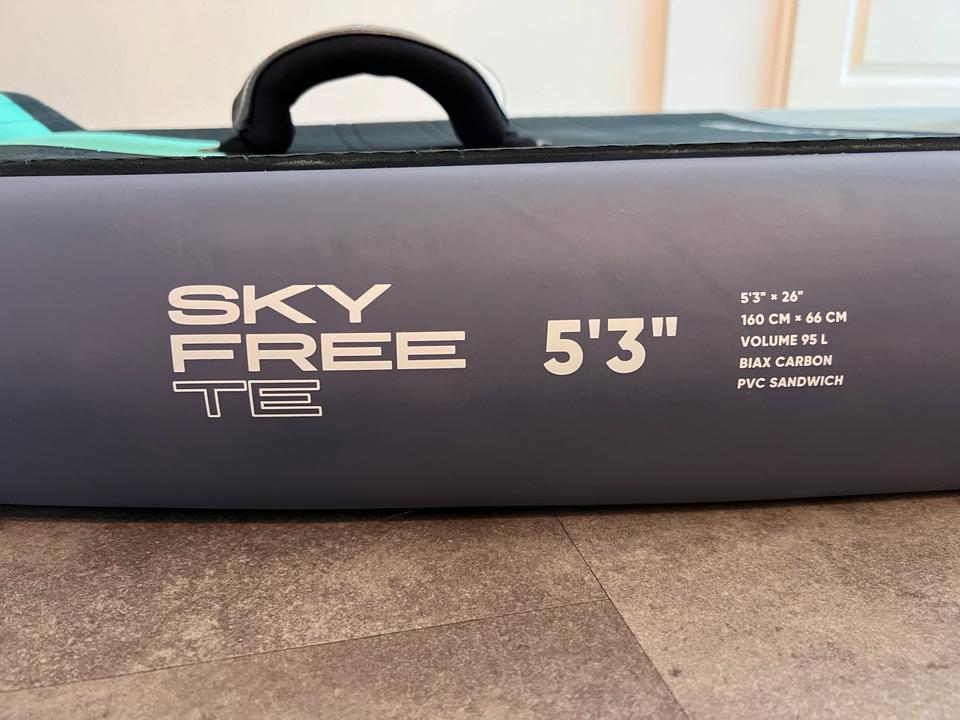 SKY
FREE
TE
5'3"
5'3" × 26"
160 CM × 66 CM
VOLUME 95 L
BIAX CARBON
PVC SANDWICH